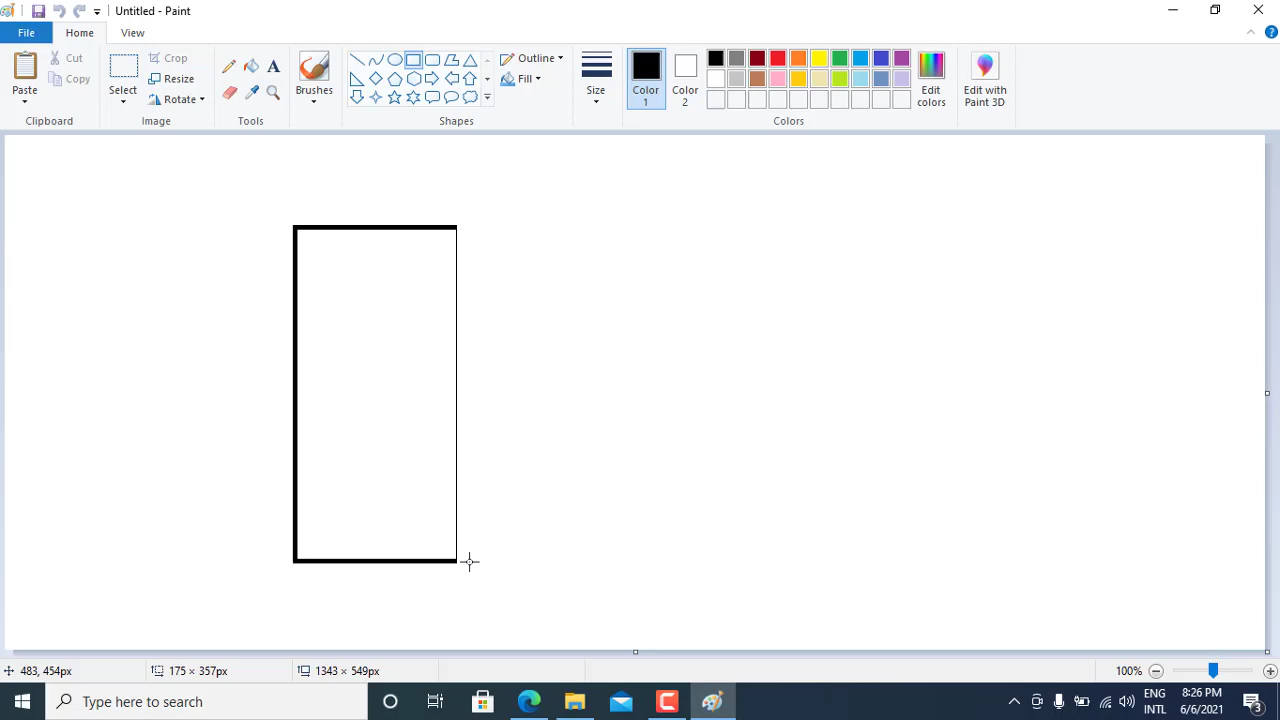 Untitled - Paint
File Home View
Paste
Cut
Copy
Clipboard
Select
Crop
Resize
Rotate
Image
A
Tools
Brushes
Outline
Fill
Shapes
Size
Color 1
Color 2
Edit colors
Colors
Edit with Paint 3D
483, 454px 175 × 357px 1343 × 549px 100%
Type here to search
ENG INTL
8:26 PM
6/6/2021
3